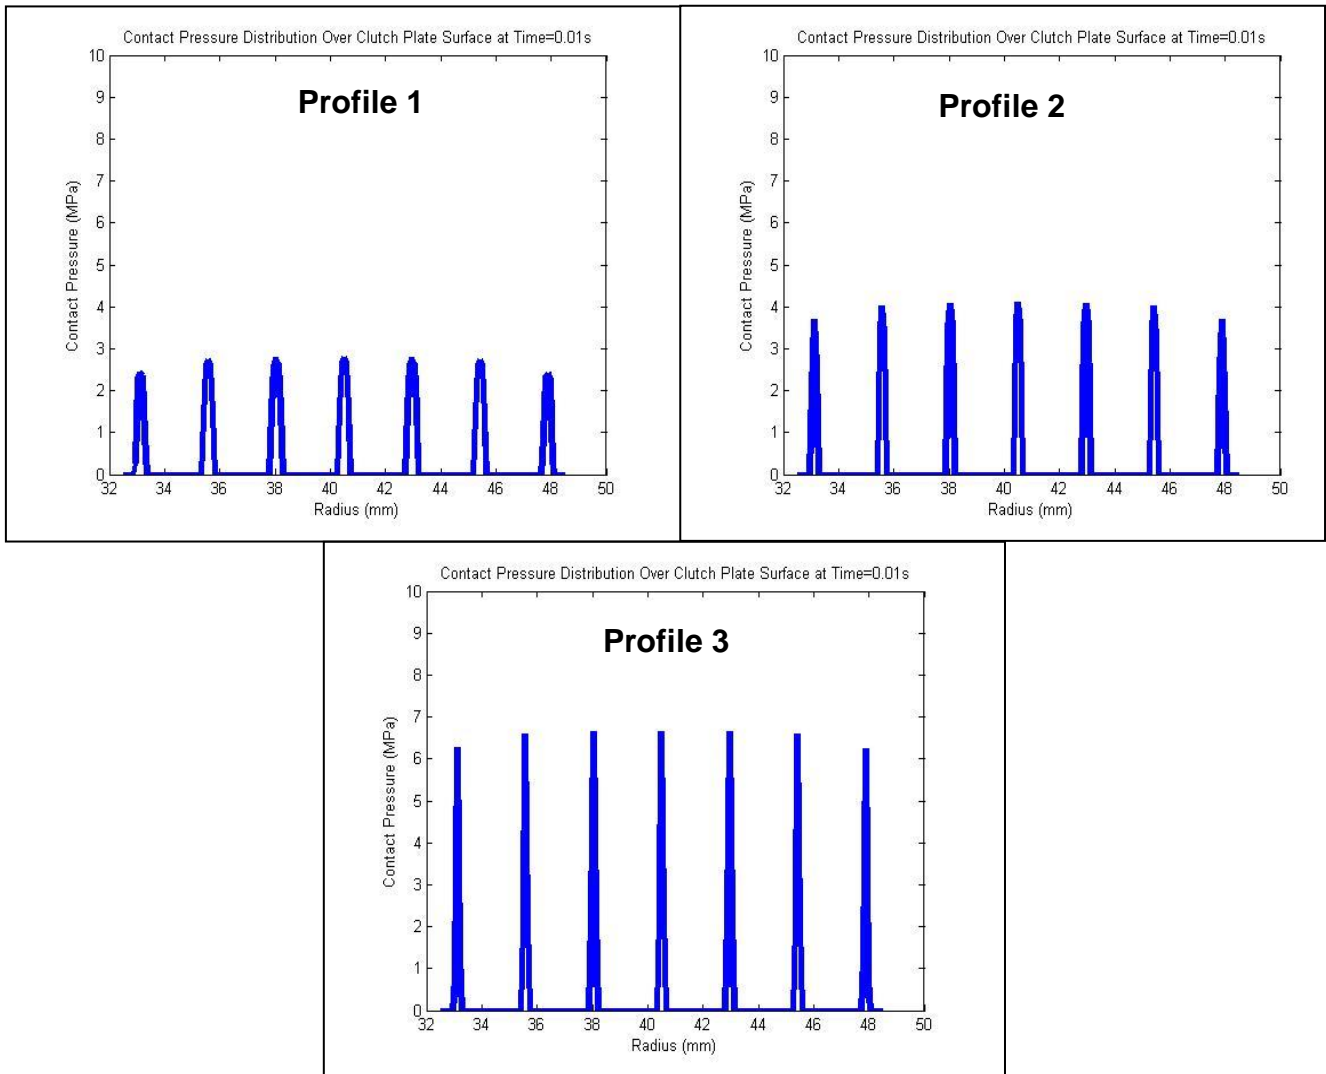 Contact Pressure Distribution Over Clutch Plate Surface at Time=0.01s
Profile 1
Contact Pressure (MPa)
10
9
8
7
6
5
4
3
2
1
0
32 34 36 38 40 42 44 46 48 50
Radius (mm)
Contact Pressure Distribution Over Clutch Plate Surface at Time=0.01s
Profile 2
Contact Pressure (MPa)
10
9
8
7
6
5
4
3
2
1
0
32 34 36 38 40 42 44 46 48 50
Radius (mm)
Contact Pressure Distribution Over Clutch Plate Surface at Time=0.01s
Profile 3
Contact Pressure (MPa)
10
9
8
7
6
5
4
3
2
1
0
32 34 36 38 40 42 44 46 48 50
Radius (mm)